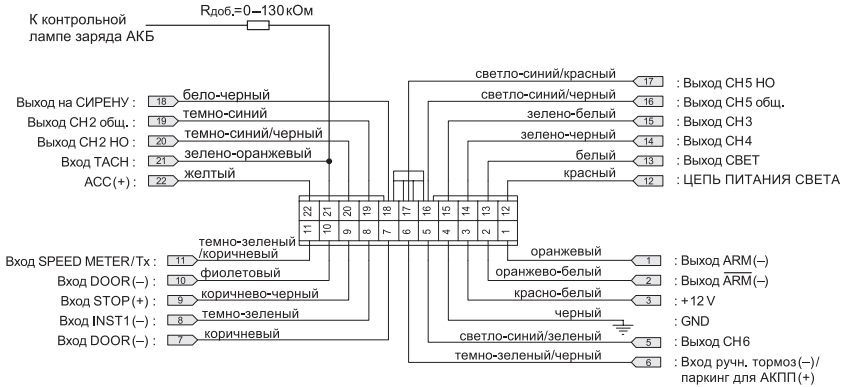 К контрольной
лампе заряда АКБ
Rдоб.=0–130 кОм
Выход на СИРЕНУ : 18 бело-черный
Выход CH2 общ. : 19 темно-синий
Выход CH2 НО : 20 темно-синий/черный
Вход TACH : 21 зелено-оранжевый
ACC(+) : 22 желтый
светло-синий/красный 17 : Выход CH5 НО
светло-синий/черный 16 : Выход CH5 общ.
зелено-белый 15 : Выход CH3
зелено-черный 14 : Выход CH4
белый 13 : Выход СВЕТ
красный 12 : ЦЕПЬ ПИТАНИЯ СВЕТА
22 21 20 19 18 17 16 15 14 13 12
11 10 9 8 7 6 5 4 3 2 1
темно-зеленый
Вход SPEED METER/Tx : 11 /коричневый
Вход DOOR(–) : 10 фиолетовый
Вход STOP(+) : 9 коричнево-черный
Вход INST1(–) : 8 темно-зеленый
Вход DOOR(–) : 7 коричневый
оранжевый 1 : Выход ARM(–)
оранжево-белый 2 : Выход A̅R̅M̅(–)
красно-белый 3 : +12 V
черный : GND
светло-синий/зеленый 5 : Выход CH6
темно-зеленый/черный 6 : Вход ручн. тормоз(–)/
паркинг для АКПП(+)